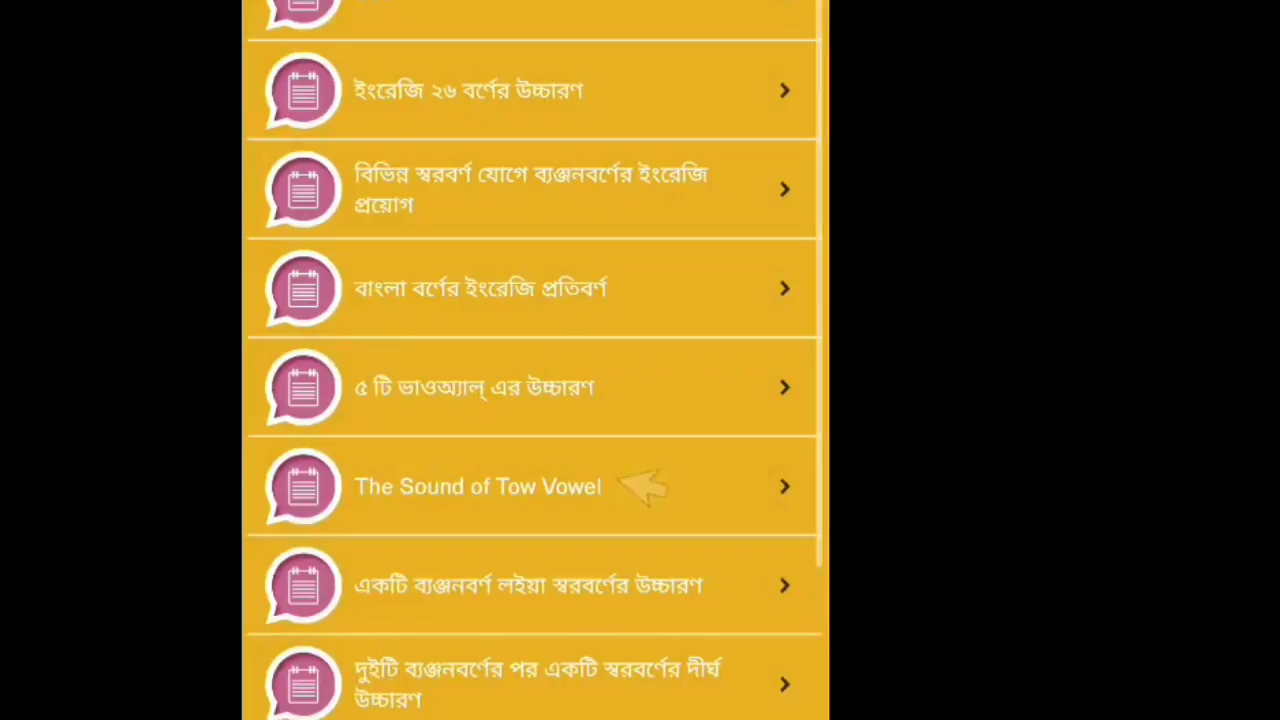 ইংরেজি ২৬ বর্ণের উচ্চারণ
বিভিন্ন স্বরবর্ণ যোগে ব্যঞ্জনবর্ণের ইংরেজি
প্রয়োগ
বাংলা বর্ণের ইংরেজি প্রতিবর্ণ
৫ টি ভাওঅ্যাল্ এর উচ্চারণ
The Sound of Tow Vowel
একটি ব্যঞ্জনবর্ণ লইয়া স্বরবর্ণের উচ্চারণ
দুইটি ব্যঞ্জনবর্ণের পর একটি স্বরবর্ণের দীর্ঘ
উচ্চারণ